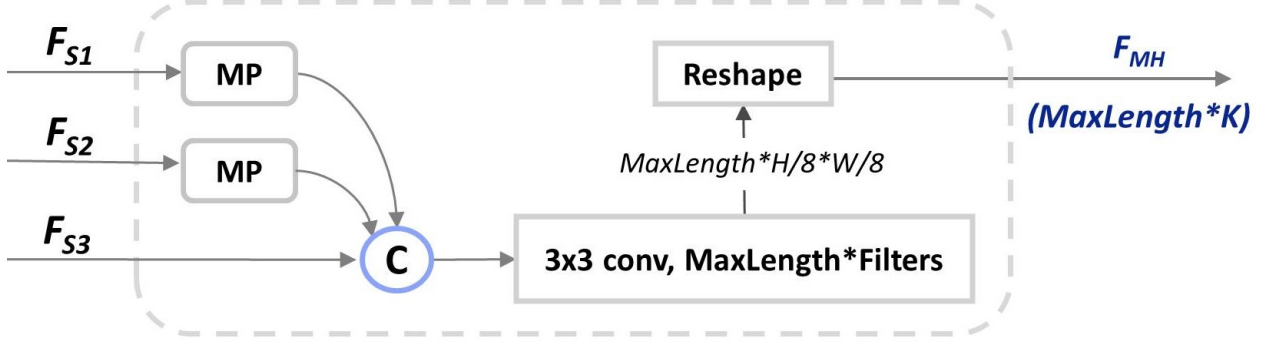 F_S1
MP
F_S2
MP
F_S3
C
3x3 conv, MaxLength*Filters
MaxLength*H/8*W/8
Reshape
F_MH
(MaxLength*K)